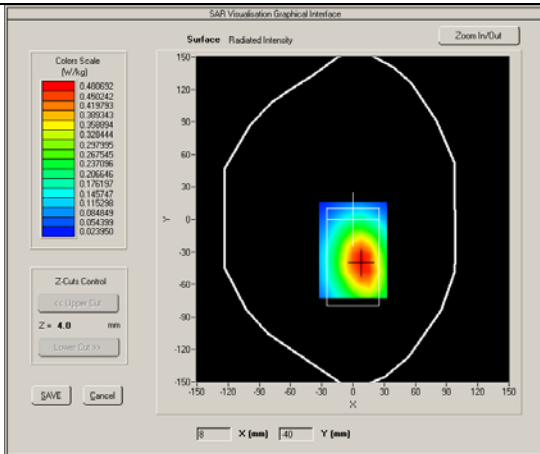 SAR Visualisation Graphical Interface
Surface Radiated Intensity
Zoom In/Out
Colors Scale
(W/kg)
0.480692
0.450242
0.419793
0.389343
0.358894
0.328444
0.297995
0.267545
0.237096
0.206646
0.176197
0.145747
0.115298
0.084849
0.054399
0.023950
150
120
90
60
30
0
-30
-60
-90
-120
-150
Y
-150 -120 -90 -60 -30 0 30 60 90 120 150
X
Z-Cuts Control
<< Upper Cut
Z = 4.0 mm
Lower Cut >>
SAVE Cancel
8 X (mm) -40 Y (mm)